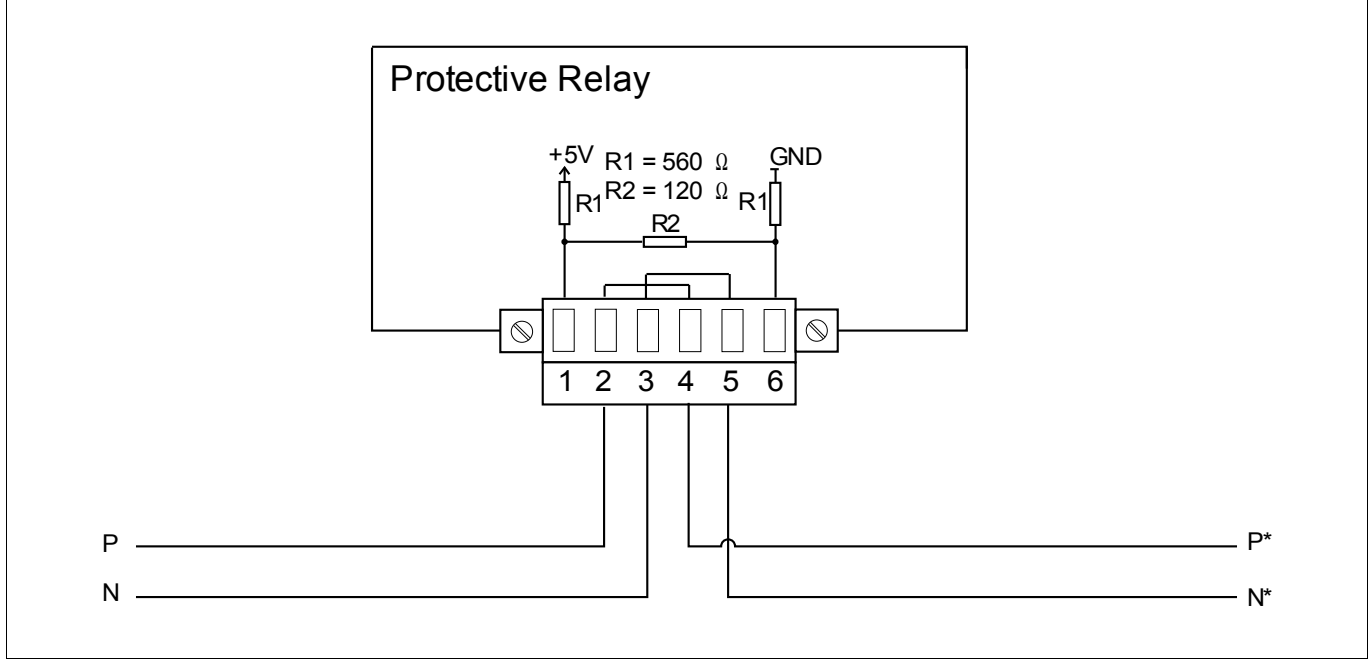 Protective Relay
+5V R1 = 560 Ω GND
R1 R2 = 120 Ω R1
R2
1 2 3 4 5 6
P P*
N N*